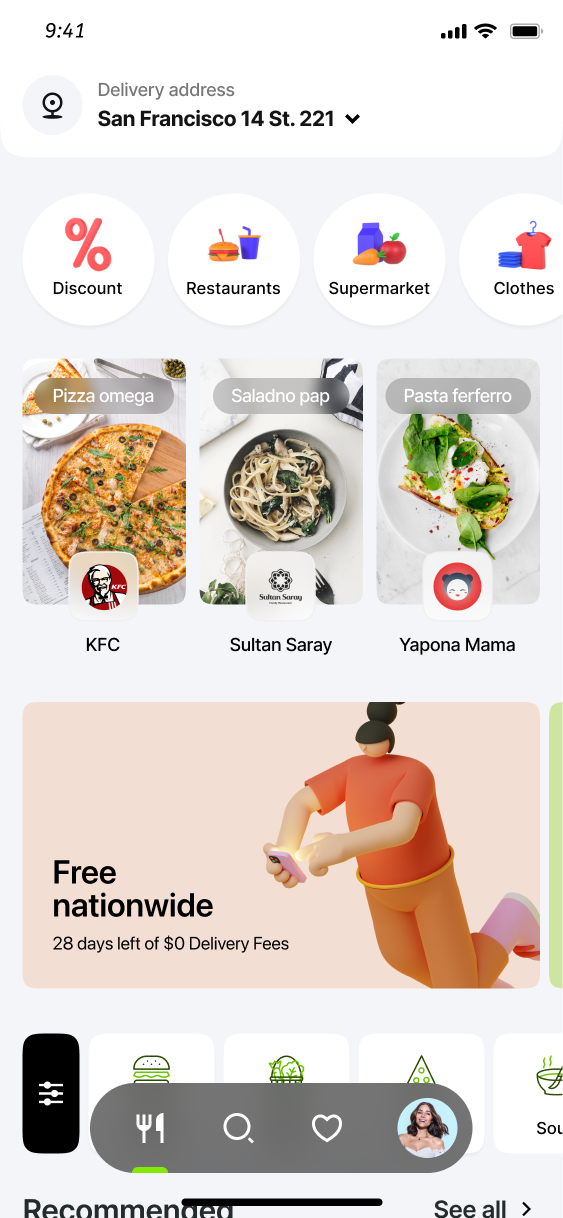 9:41
Delivery address
San Francisco 14 St. 221
Discount
Restaurants
Supermarket
Clothes
Pizza omega
Saladno pap
Pasta ferferro
KFC
Sultan Saray
KFC
Sultan Saray
Yapona Mama
Free
nationwide
28 days left of $0 Delivery Fees
Sou
Recommended
See all